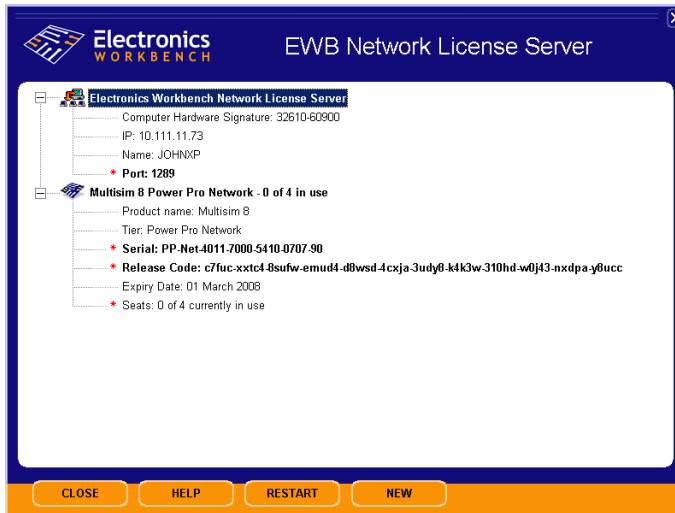 Electronics
WORKBENCH
EWB Network License Server
Electronics Workbench Network License Server
Computer Hardware Signature: 32610-60900
IP: 10.111.11.73
Name: JOHNXP
* Port: 1289
Multisim 8 Power Pro Network - 0 of 4 in use
Product name: Multisim 8
Tier: Power Pro Network
* Serial: PP-Net-4011-7000-5410-0707-90
* Release Code: c7fuc-xxtc4-8sufw-emud4-d8wsd-4cxja-3udy8-k4k3w-310hd-w0j43-nxdpa-y8ucc
Expiry Date: 01 March 2008
* Seats: 0 of 4 currently in use
CLOSE
HELP
RESTART
NEW